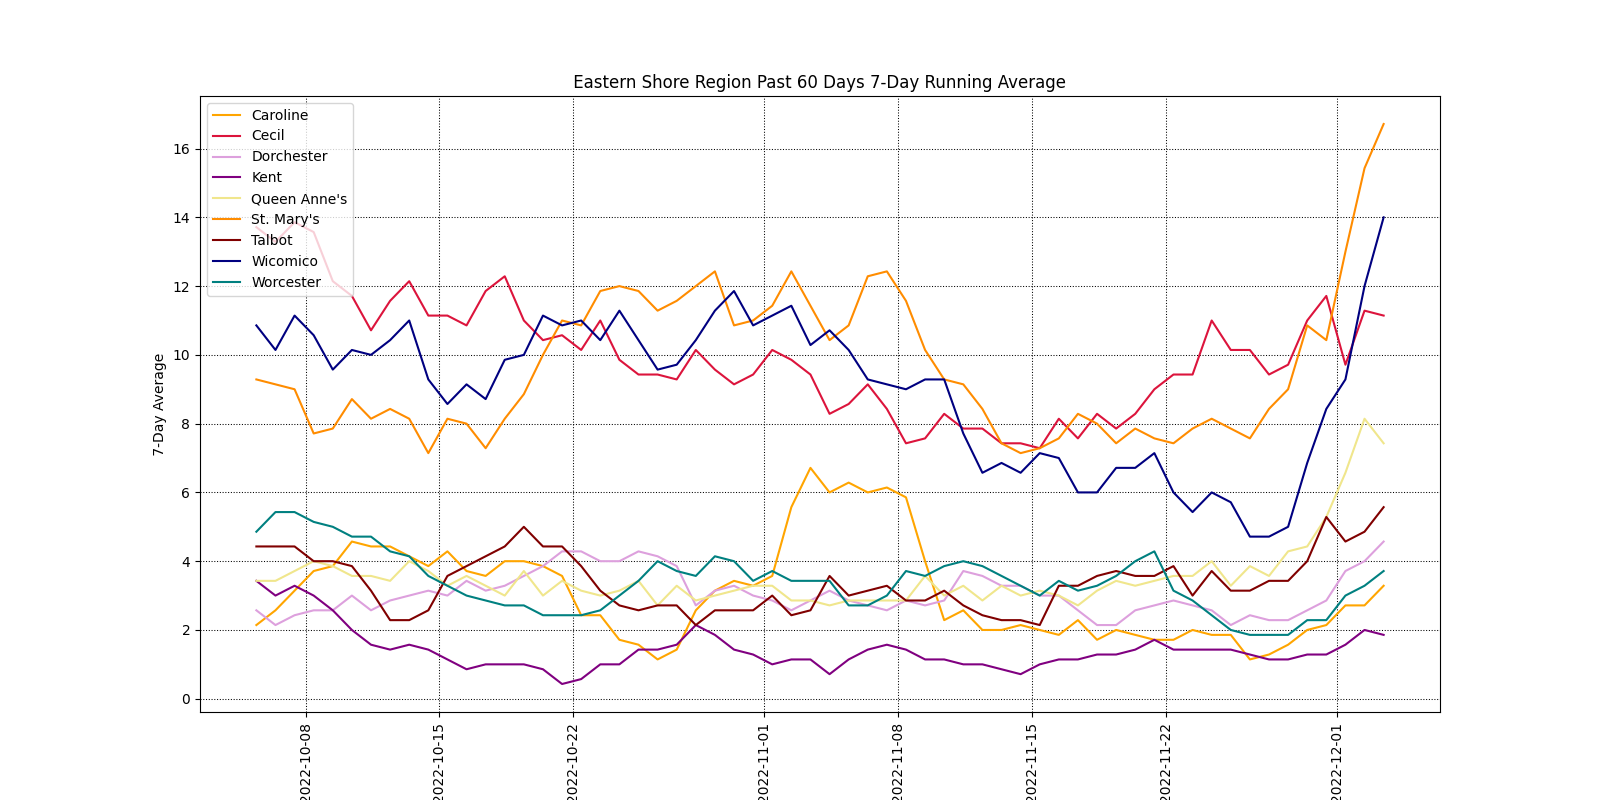 Eastern Shore Region Past 60 Days 7-Day Running Average
Caroline
Cecil
Dorchester
Kent
Queen Anne's
St. Mary's
Talbot
Wicomico
Worcester
16
14
12
10
8
6
4
2
0
7-Day Average
2022-10-08
2022-10-15
2022-10-22
2022-11-01
2022-11-08
2022-11-15
2022-11-22
2022-12-01